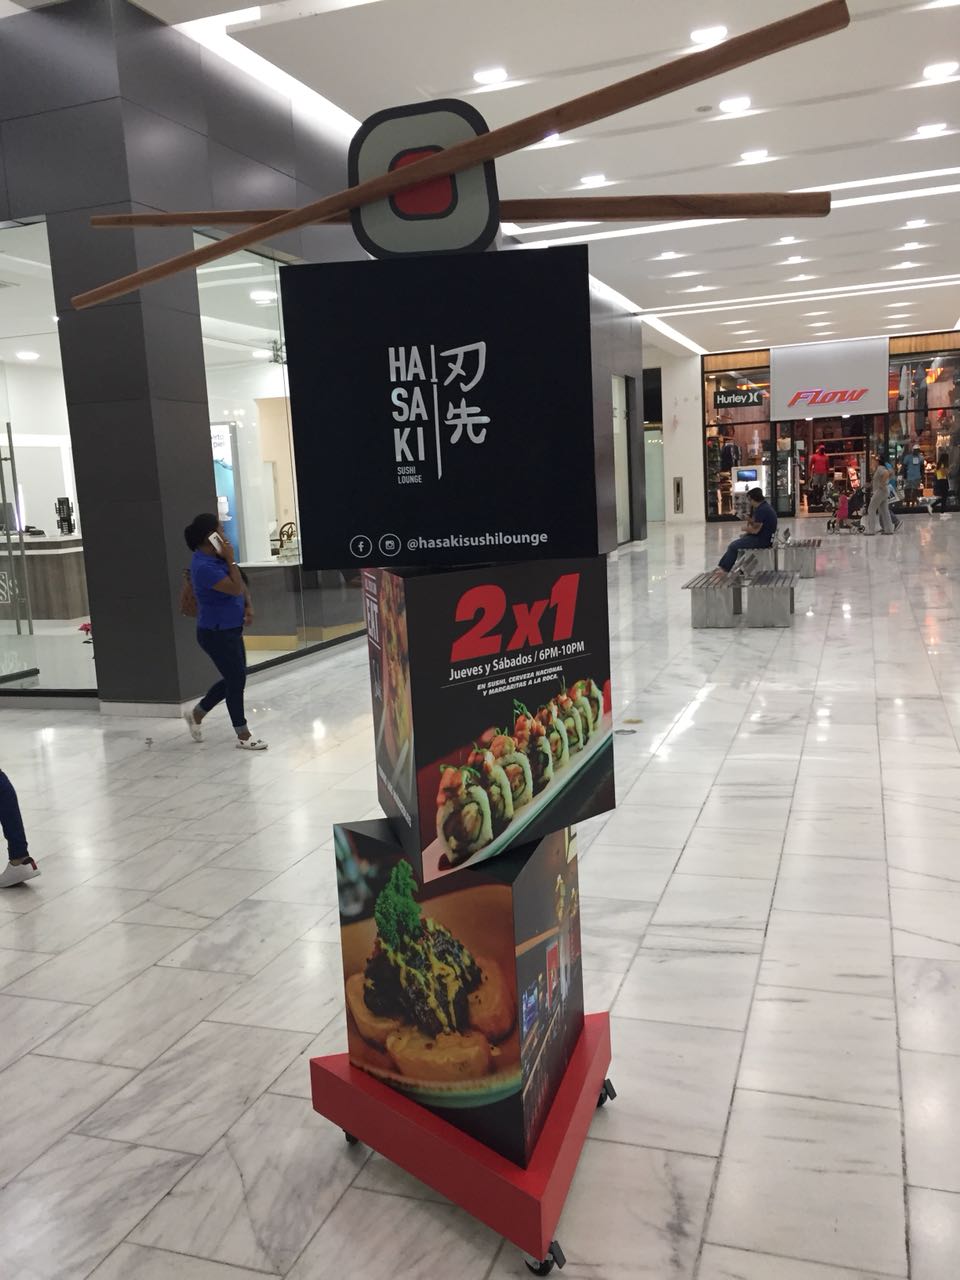 HA
SA
KI
SUSHI
LOUNGE
刃
先
@hasakisushilounge
2x1
Jueves y Sábados / 6PM-10PM
EN SUSHI, CERVEZA NACIONAL
Y MARGARITAS A LA ROCA.
EAT
Hurley
FLOW